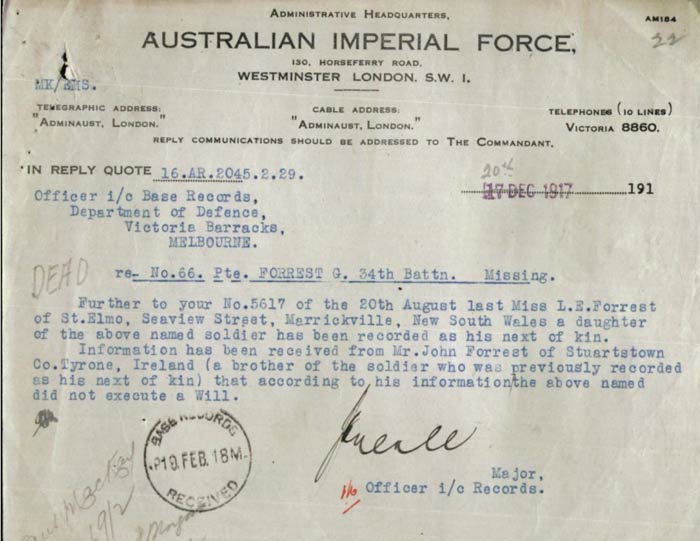 ADMINISTRATIVE HEADQUARTERS,
AM184
22
AUSTRALIAN IMPERIAL FORCE,
130, HORSEFERRY ROAD,
WESTMINSTER LONDON. S.W. 1.
MK/EMS.
TELEGRAPHIC ADDRESS:
"ADMINAUST, LONDON."
CABLE ADDRESS:
"ADMINAUST, LONDON."
TELEPHONES (10 LINES)
VICTORIA 8860.
REPLY COMMUNICATIONS SHOULD BE ADDRESSED TO THE COMMANDANT.
IN REPLY QUOTE 16.AR.2045.2.29.
20th
17 DEC 1917 191
Officer i/c Base Records,
Department of Defence,
Victoria Barracks,
MELBOURNE.
DEAD
re- No.66. Pte. FORREST G. 34th Battn. Missing.
Further to your No.5617 of the 20th August last Miss L.E.Forrest
of St.Elmo, Seaview Street, Marrickville, New South Wales a daughter
of the above named soldier has been recorded as his next of kin.
Information has been received from Mr.John Forrest of Stuartstown
Co.Tyrone, Ireland (a brother of the soldier who was previously recorded
as his next of kin) that according to his information the above named
did not execute a Will.
BASE RECORDS
19.FEB.18
RECEIVED
Major,
Officer i/c Records.